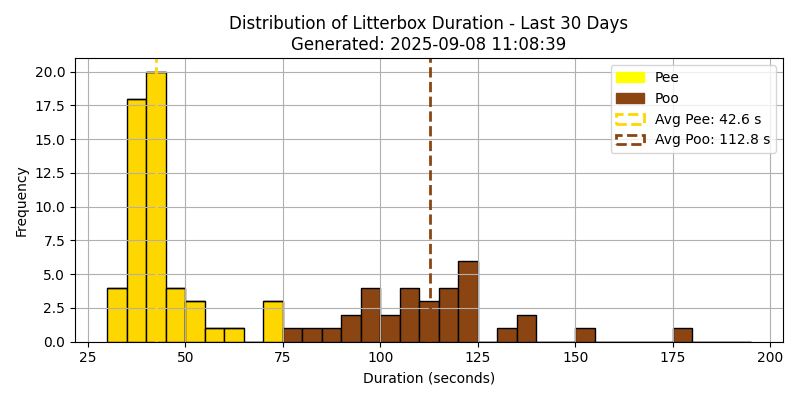 Distribution of Litterbox Duration - Last 30 Days
Generated: 2025-09-08 11:08:39
Pee
Poo
Avg Pee: 42.6 s
Avg Poo: 112.8 s
Frequency
20.0
17.5
15.0
12.5
10.0
7.5
5.0
2.5
0.0
25
50
75
100
125
150
175
200
Duration (seconds)